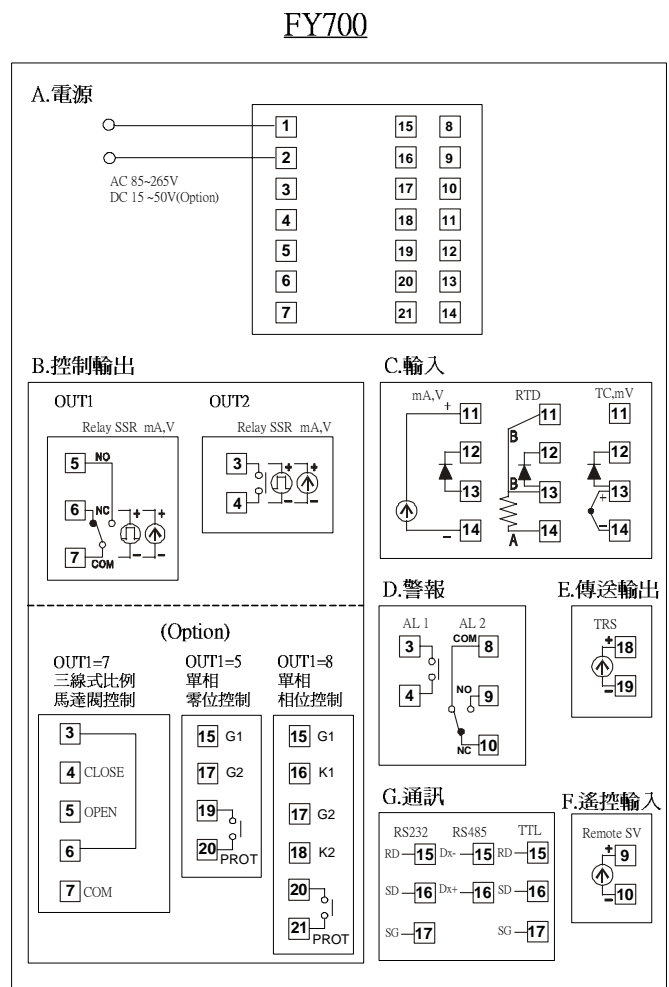 FY700
A.電源
1 15 8
2 16 9
AC 85~265V
DC 15 ~50V(Option)
3 17 10
4 18 11
5 19 12
6 20 13
7 21 14
B.控制輸出
OUT1 OUT2
Relay SSR mA,V
5 NO
6 NC + +
7 COM – –
Relay SSR mA,V
3 + +
4 – –
(Option)
OUT1=7
三線式比例
馬達閥控制
3
4 CLOSE
5 OPEN
6
7 COM
OUT1=5
單相
零位控制
15 G1
17 G2
19
20 PROT
OUT1=8
單相
相位控制
15 G1
16 K1
17 G2
18 K2
20
21 PROT
C.輸入
mA,V RTD TC,mV
+ 11
12
13
– 14
11
B 12
B 13
A 14
11
12
+ 13
– 14
D.警報
AL 1 AL 2
3
4
COM 8
NO 9
NC 10
E.傳送輸出
TRS
+ 18
– 19
G.通訊
RS232 RS485 TTL
RD 15 Dx- 15 RD 15
SD 16 Dx+ 16 SD 16
SG 17 SG 17
F.遙控輸入
Remote SV
+ 9
– 10